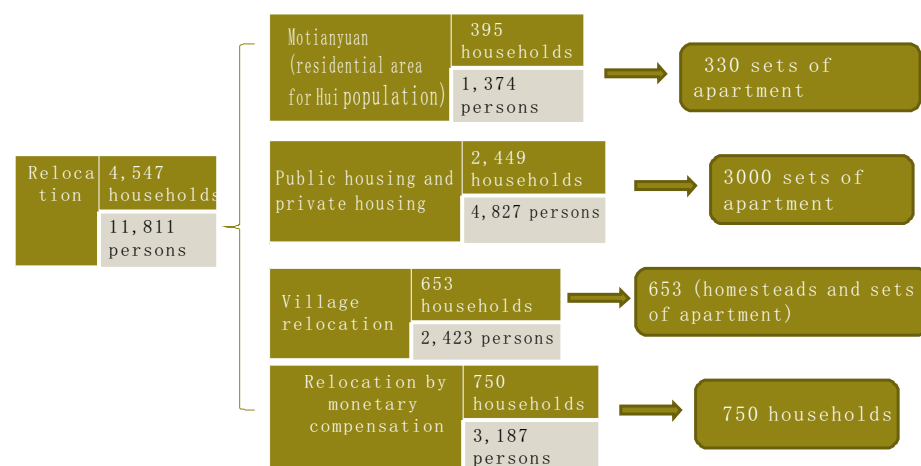 Reloca
tion
4,547
households
11,811
persons
Motianyuan
(residential area
for Hui population)
395
households
1,374
persons
330 sets of
apartment
Public housing and
private housing
2,449
households
4,827 persons
3000 sets of
apartment
Village
relocation
653
households
2,423 persons
653 (homesteads and sets
of apartment)
Relocation by
monetary
compensation
750
households
3,187
persons
750 households